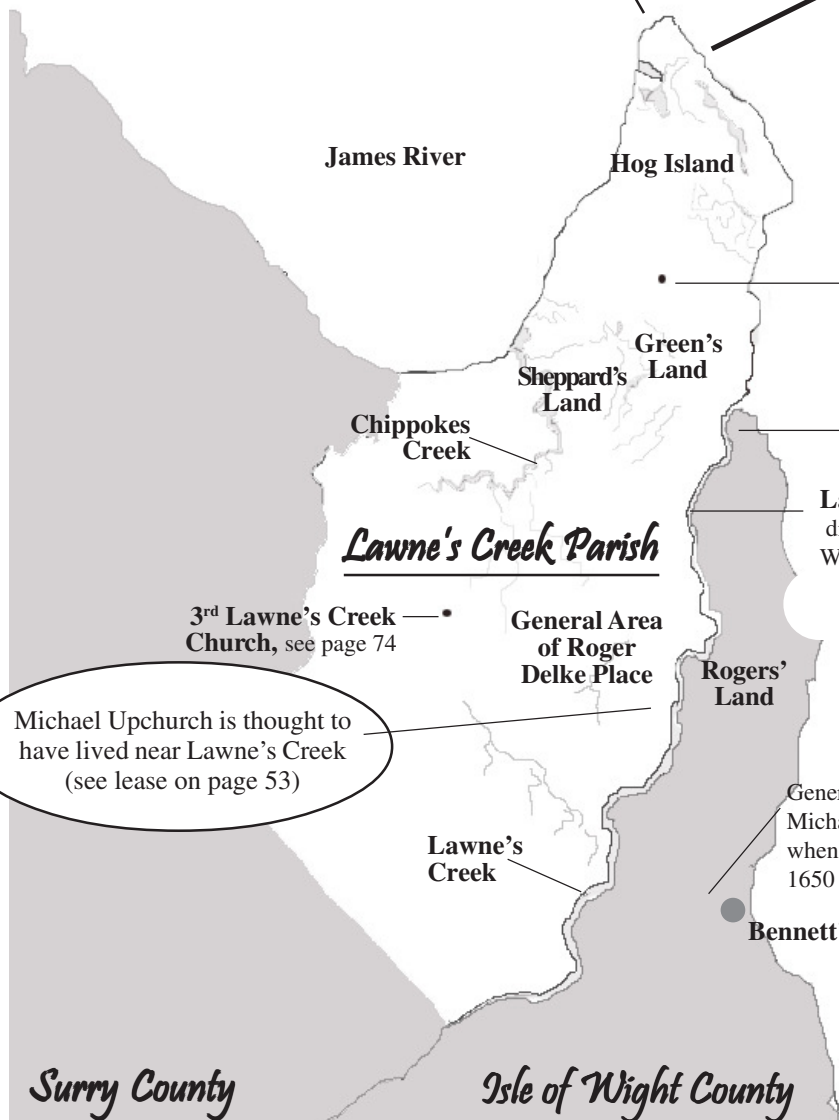 James River
Hog Island
Green's
Land
Sheppard's
Land
Chippokes
Creek
Lawne's Creek Parish
3rd Lawne's Creek
Church, see page 74
General Area
of Roger
Delke Place
Rogers'
Land
Michael Upchurch is thought to
have lived near Lawne's Creek
(see lease on page 53)
Lawne's
Creek
when
1650
Bennett
Surry County
Isle of Wight County